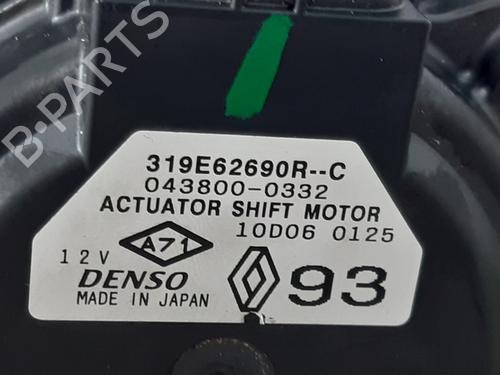 B-PARTS
319E62690R--C
043800-0332
ACTUATOR SHIFT MOTOR
10D06 0125
12V A71
DENSO
MADE IN JAPAN
93